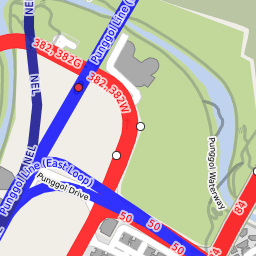 Punggol Line (
382, 382G
NEL
382, 382W
NEL
Punggol Line (East Loop)
Punggol Drive
Punggol Waterway
50
50
50
84
84